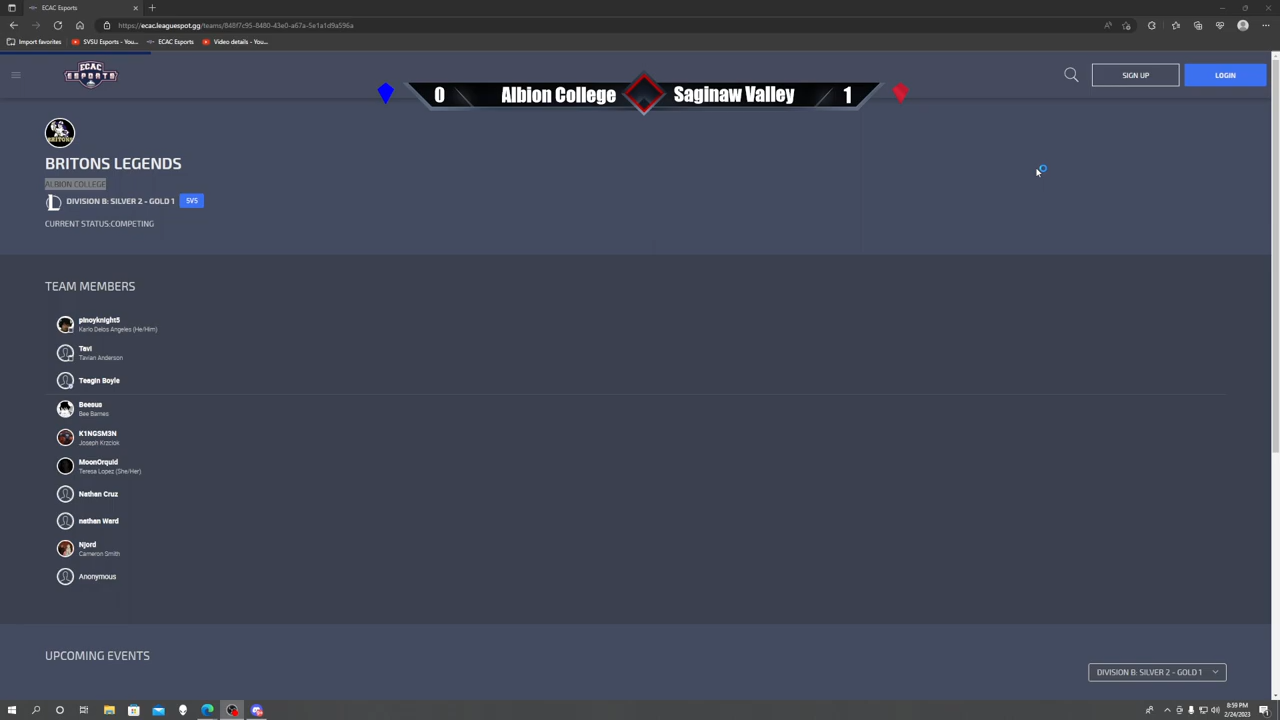 ECAC Esports
https://ecac.leaguespot.gg/teams/848f7c95-8480-43e0-a67a-5e1a1d9a596a
Import favorites
SVSU Esports - You...
ECAC Esports
Video details - You...
ECAC
ESPORTS
SIGN UP
LOGIN
0
Albion College
Saginaw Valley
1
BRITONS
BRITONS LEGENDS
ALBION COLLEGE
DIVISION B: SILVER 2 - GOLD 1
5V5
CURRENT STATUS:COMPETING
TEAM MEMBERS
pinoyknight5
Karlo Delos Angeles (He/Him)
Tavi
Tavian Anderson
Teagin Boyle
Beesus
Bee Barnes
K1NGSM3N
Joseph Krzciok
MoonOrquid
Teresa Lopez (She/Her)
Nathan Cruz
nathan Ward
Njord
Cameron Smith
Anonymous
UPCOMING EVENTS
DIVISION B: SILVER 2 - GOLD 1
8:59 PM
2/24/2023